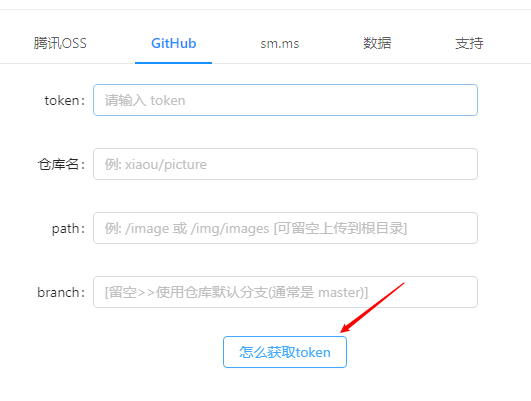 腾讯OSS GitHub sm.ms 数据 支持
token: 请输入 token
仓库名: 例: xiaou/picture
path: 例: /image 或 /img/images [可留空上传到根目录]
branch: [留空>>使用仓库默认分支(通常是 master)]
怎么获取token